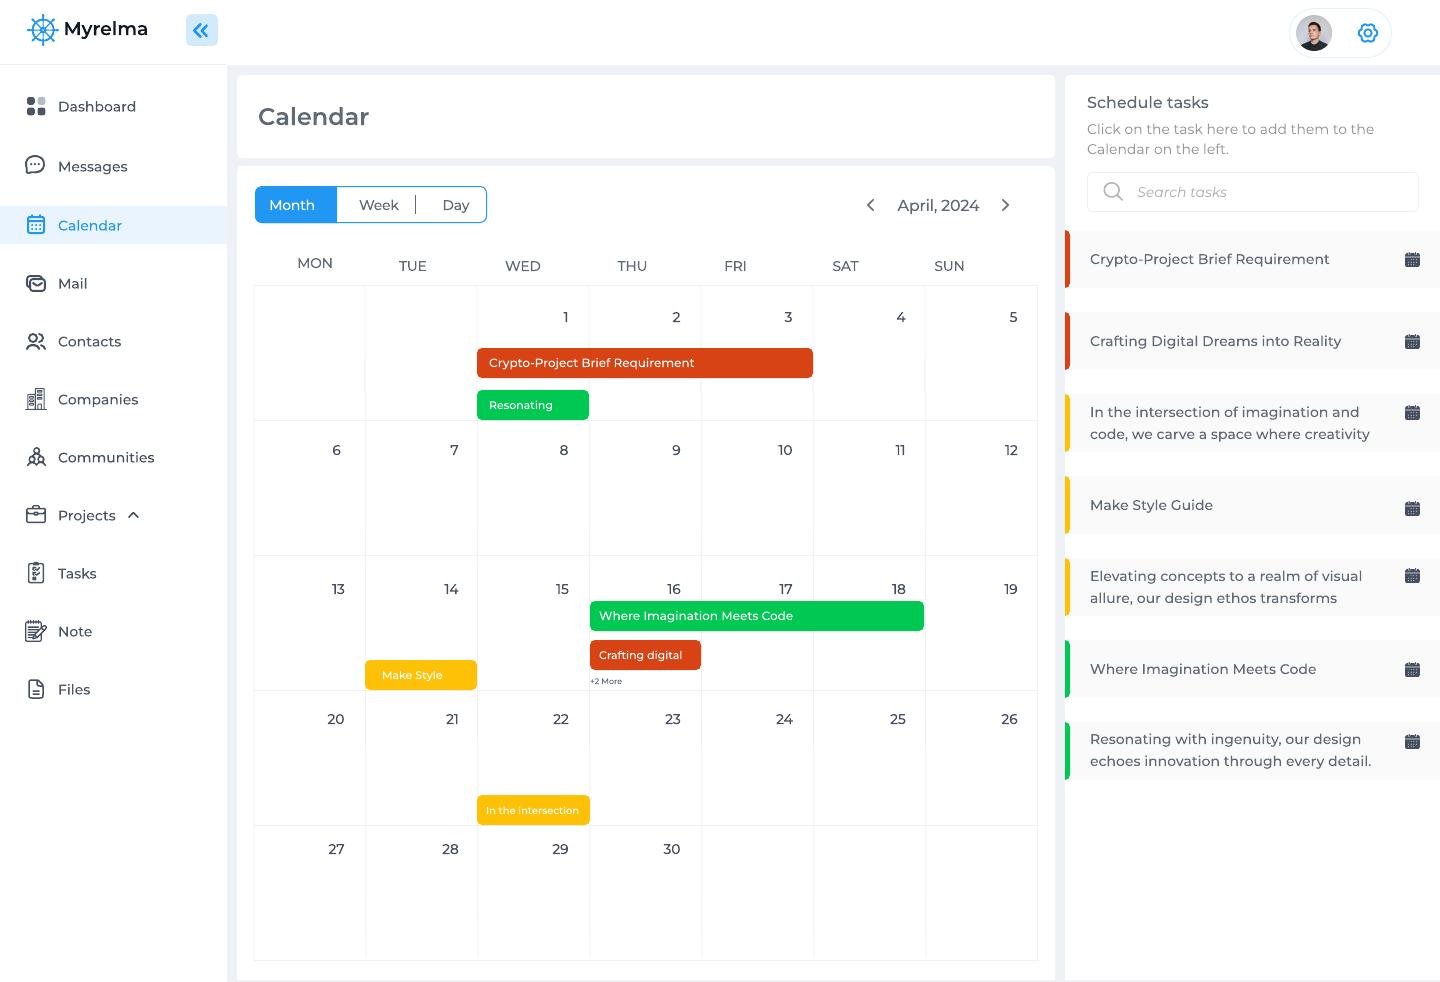 Myrelma
Dashboard
Messages
Calendar
Mail
Contacts
Companies
Communities
Projects
Tasks
Note
Files
Calendar
Month Week Day
April, 2024
MON TUE WED THU FRI SAT SUN
1 2 3 4 5
Crypto-Project Brief Requirement
Resonating
6 7 8 9 10 11 12
13 14 15 16 17 18 19
Where Imagination Meets Code
Crafting digital
Make Style
+2 More
20 21 22 23 24 25 26
In the intersection
27 28 29 30
Schedule tasks
Click on the task here to add them to the
Calendar on the left.
Search tasks
Crypto-Project Brief Requirement
Crafting Digital Dreams into Reality
In the intersection of imagination and
code, we carve a space where creativity
Make Style Guide
Elevating concepts to a realm of visual
allure, our design ethos transforms
Where Imagination Meets Code
Resonating with ingenuity, our design
echoes innovation through every detail.